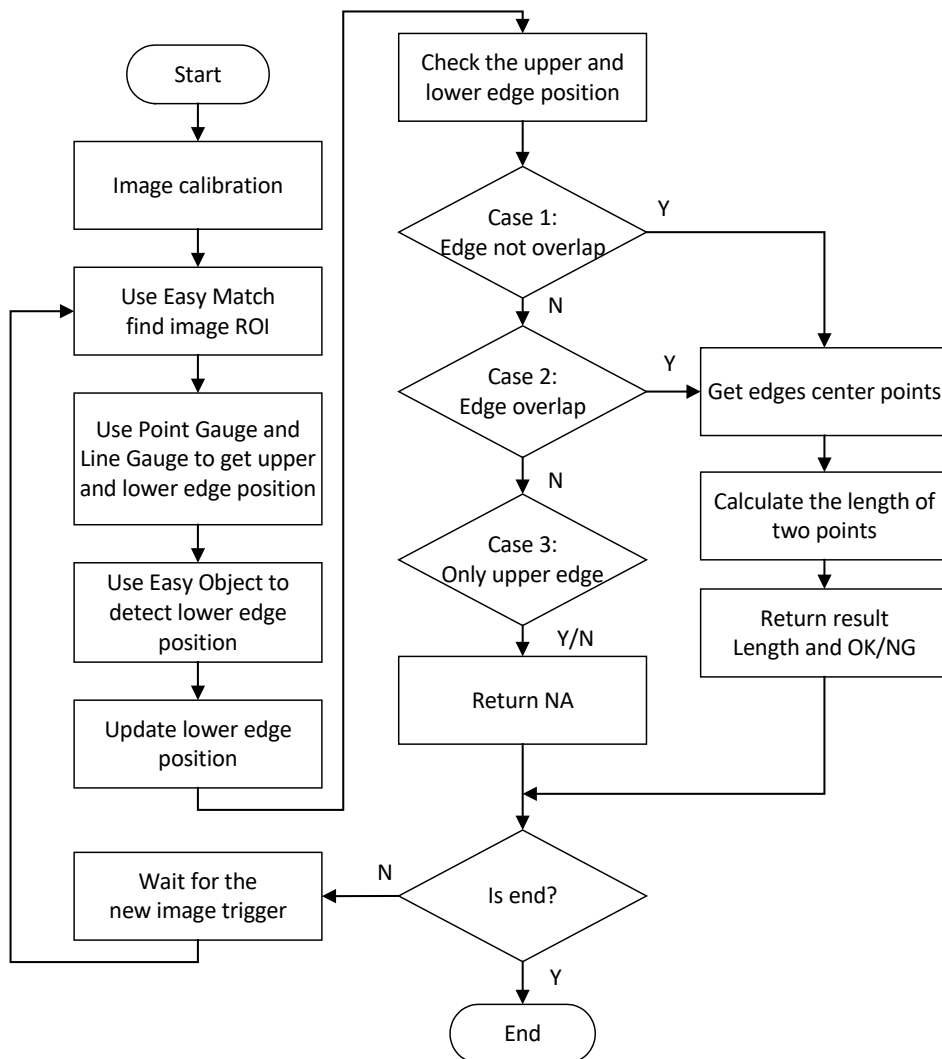 Start
Image calibration
Use Easy Match
find image ROI
Use Point Gauge and
Line Gauge to get upper
and lower edge position
Use Easy Object to
detect lower edge
position
Update lower edge
position
Check the upper and
lower edge position
Case 1:
Edge not overlap
Y
N
Case 2:
Edge overlap
Y
N
Case 3:
Only upper edge
Y/N
Return NA
Get edges center points
Calculate the length of
two points
Return result
Length and OK/NG
Is end?
N
Wait for the
new image trigger
Y
End